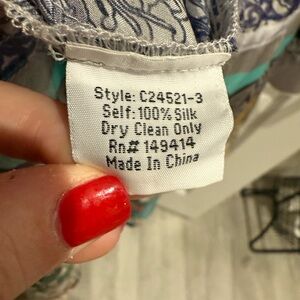 Style: C24521-3
Self: 100% Silk
Dry Clean Only
Rn# 149414
Made In China